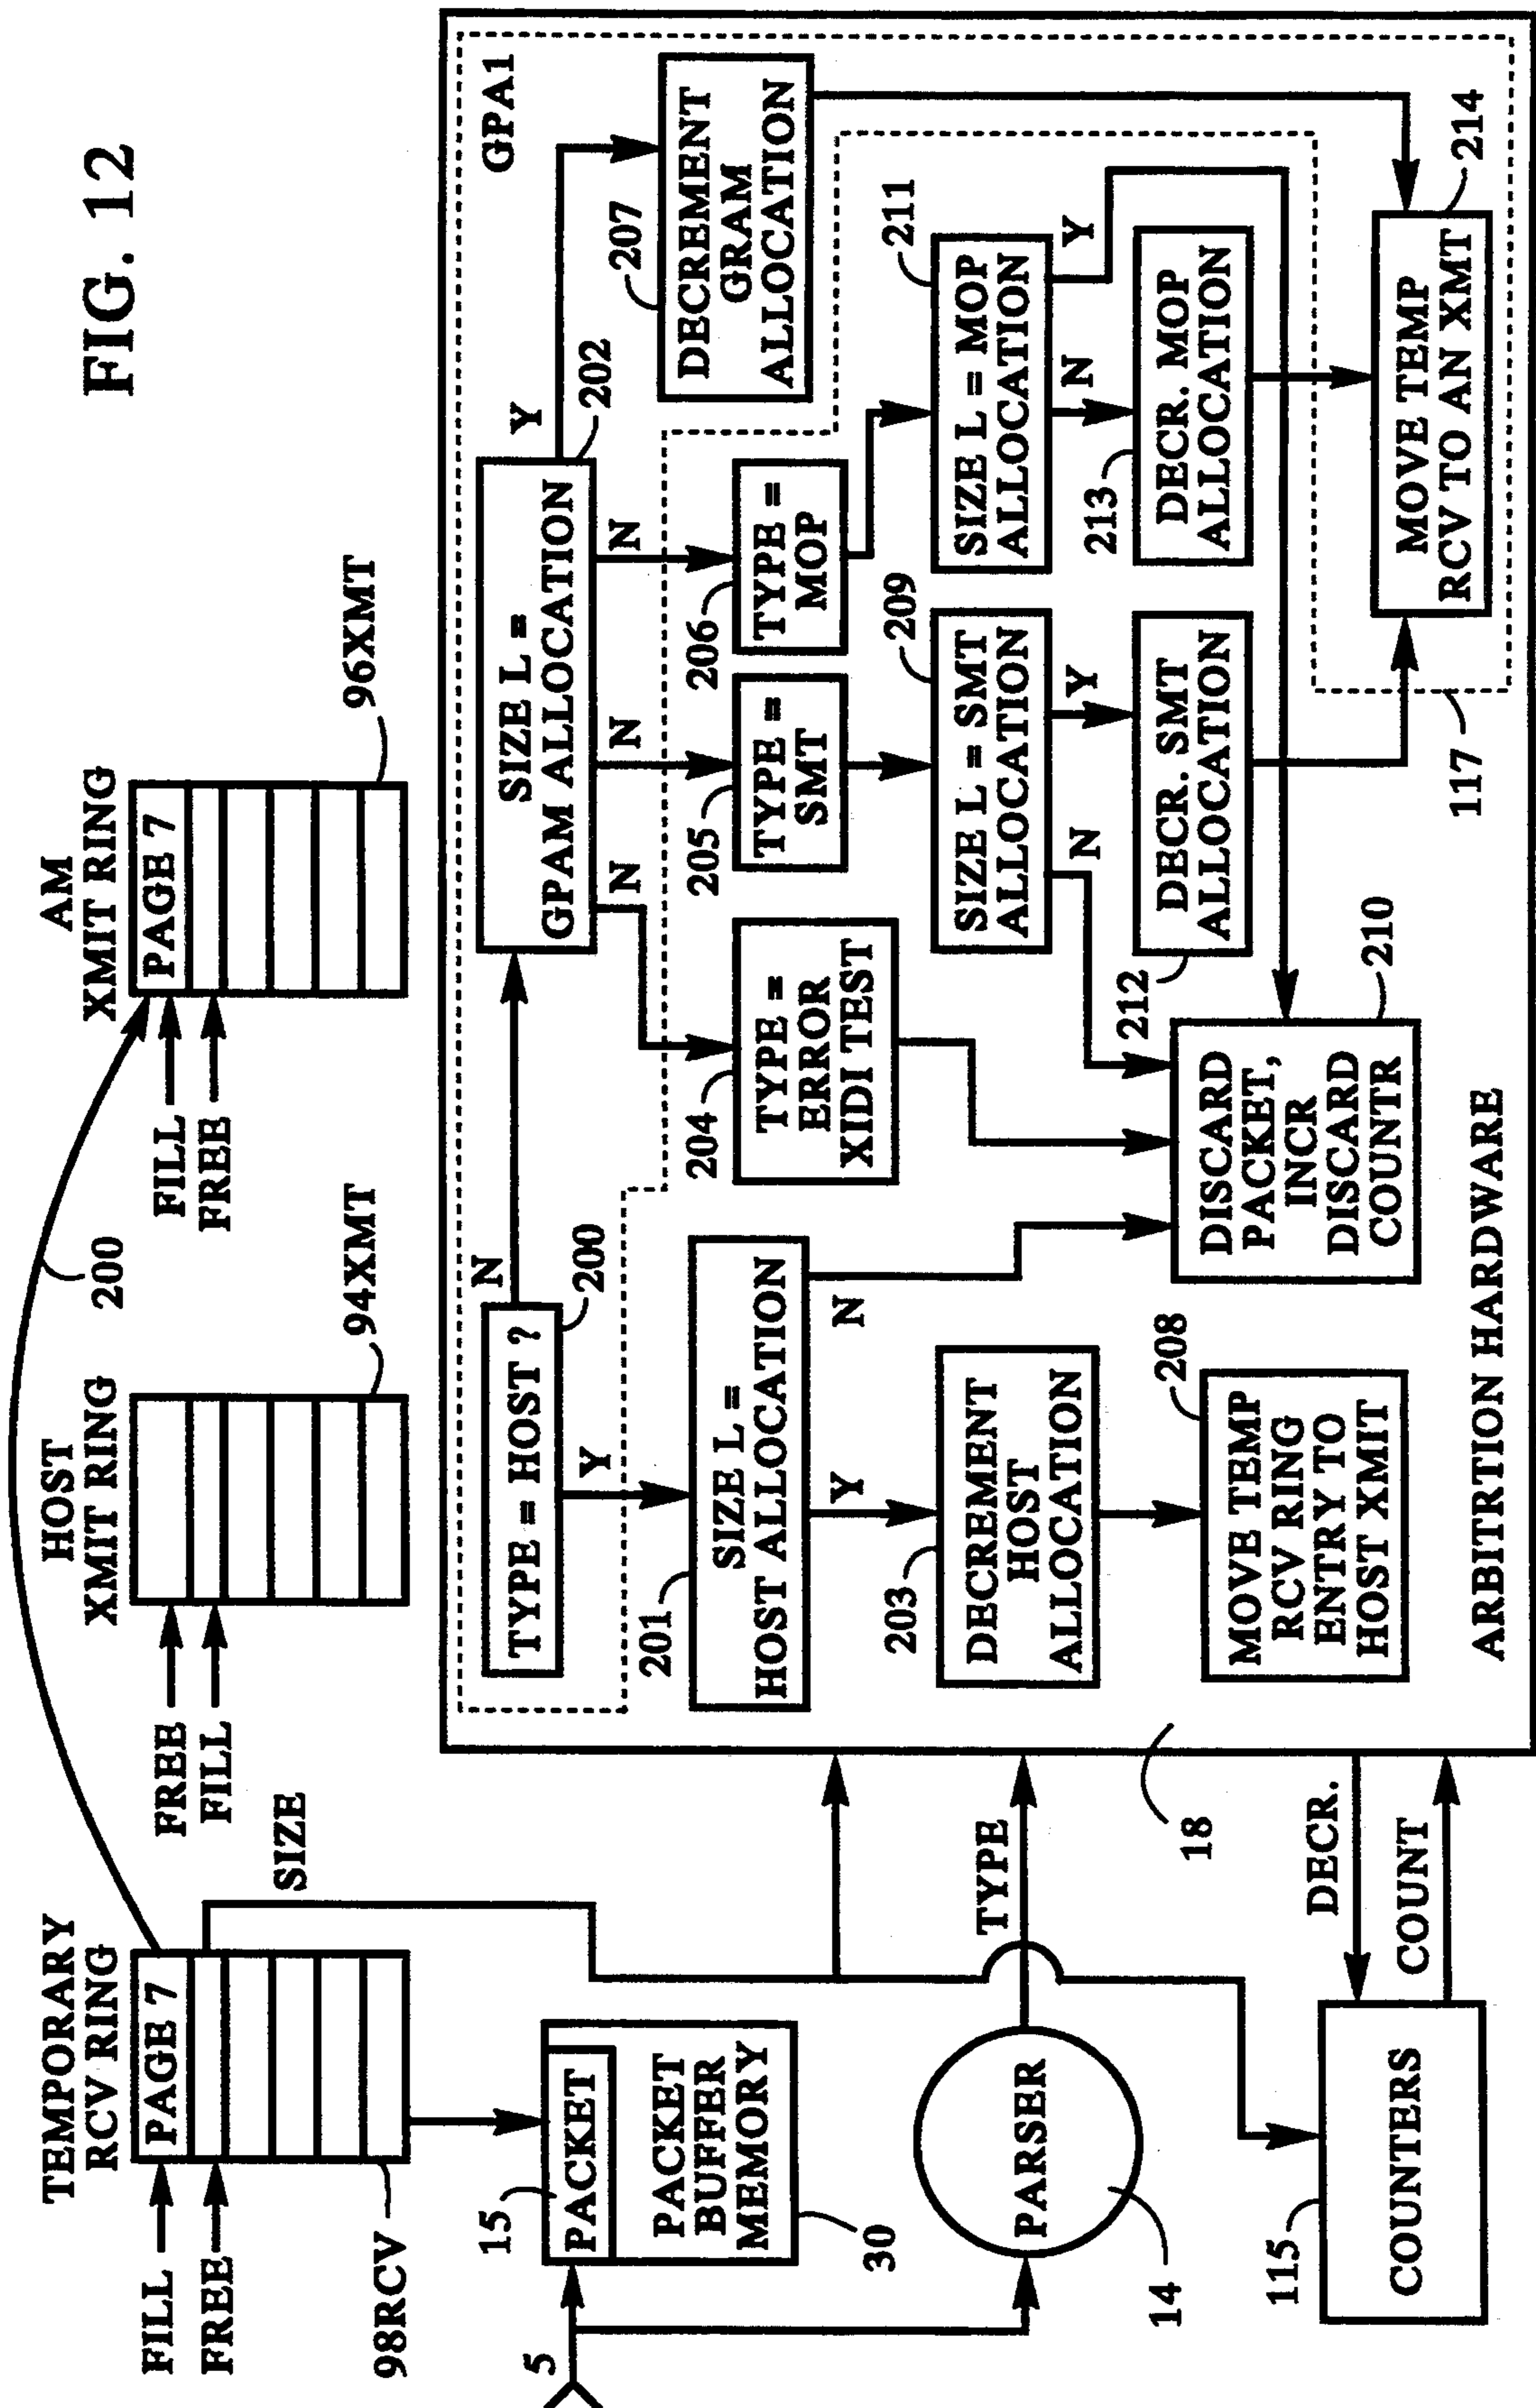 FIG. 12
TEMPORARY
RCV RING
FILL
FREE
PAGE 7
98RCV
SIZE
HOST
XMIT RING
FREE
FILL
94XMT
200
AM
XMIT RING
FILL
FREE
PAGE 7
96XMT
5
15
PACKET
PACKET
BUFFER
MEMORY
30
PARSER
14
TYPE
115
COUNTERS
DECR.
COUNT
18
GPA1
TYPE = HOST ?
200
N
Y
SIZE L =
GPAM ALLOCATION
202
Y
N
N
N
207
DECREMENT
GRAM
ALLOCATION
201
SIZE L =
HOST ALLOCATION
Y
N
204
TYPE =
ERROR
XIDI TEST
205
TYPE =
SMT
206
TYPE =
MOP
203
DECREMENT
HOST
ALLOCATION
209
SIZE L = SMT
ALLOCATION
N
Y
211
SIZE L = MOP
ALLOCATION
N
Y
212
DECR. SMT
ALLOCATION
213
DECR. MOP
ALLOCATION
208
MOVE TEMP
RCV RING
ENTRY TO
HOST XMIT
210
DISCARD
PACKET,
INCR
DISCARD
COUNTR
214
MOVE TEMP
RCV TO AN XMT
117
ARBITRTION HARDWARE